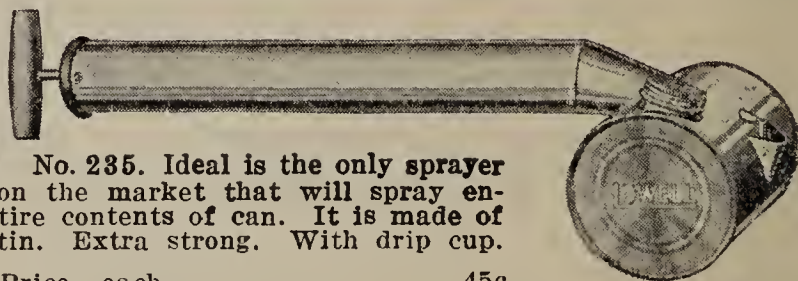 No. 235. Ideal is the only sprayer
on the market that will spray en-
tire contents of can. It is made of
tin. Extra strong. With drip cup.
Price, each 45c